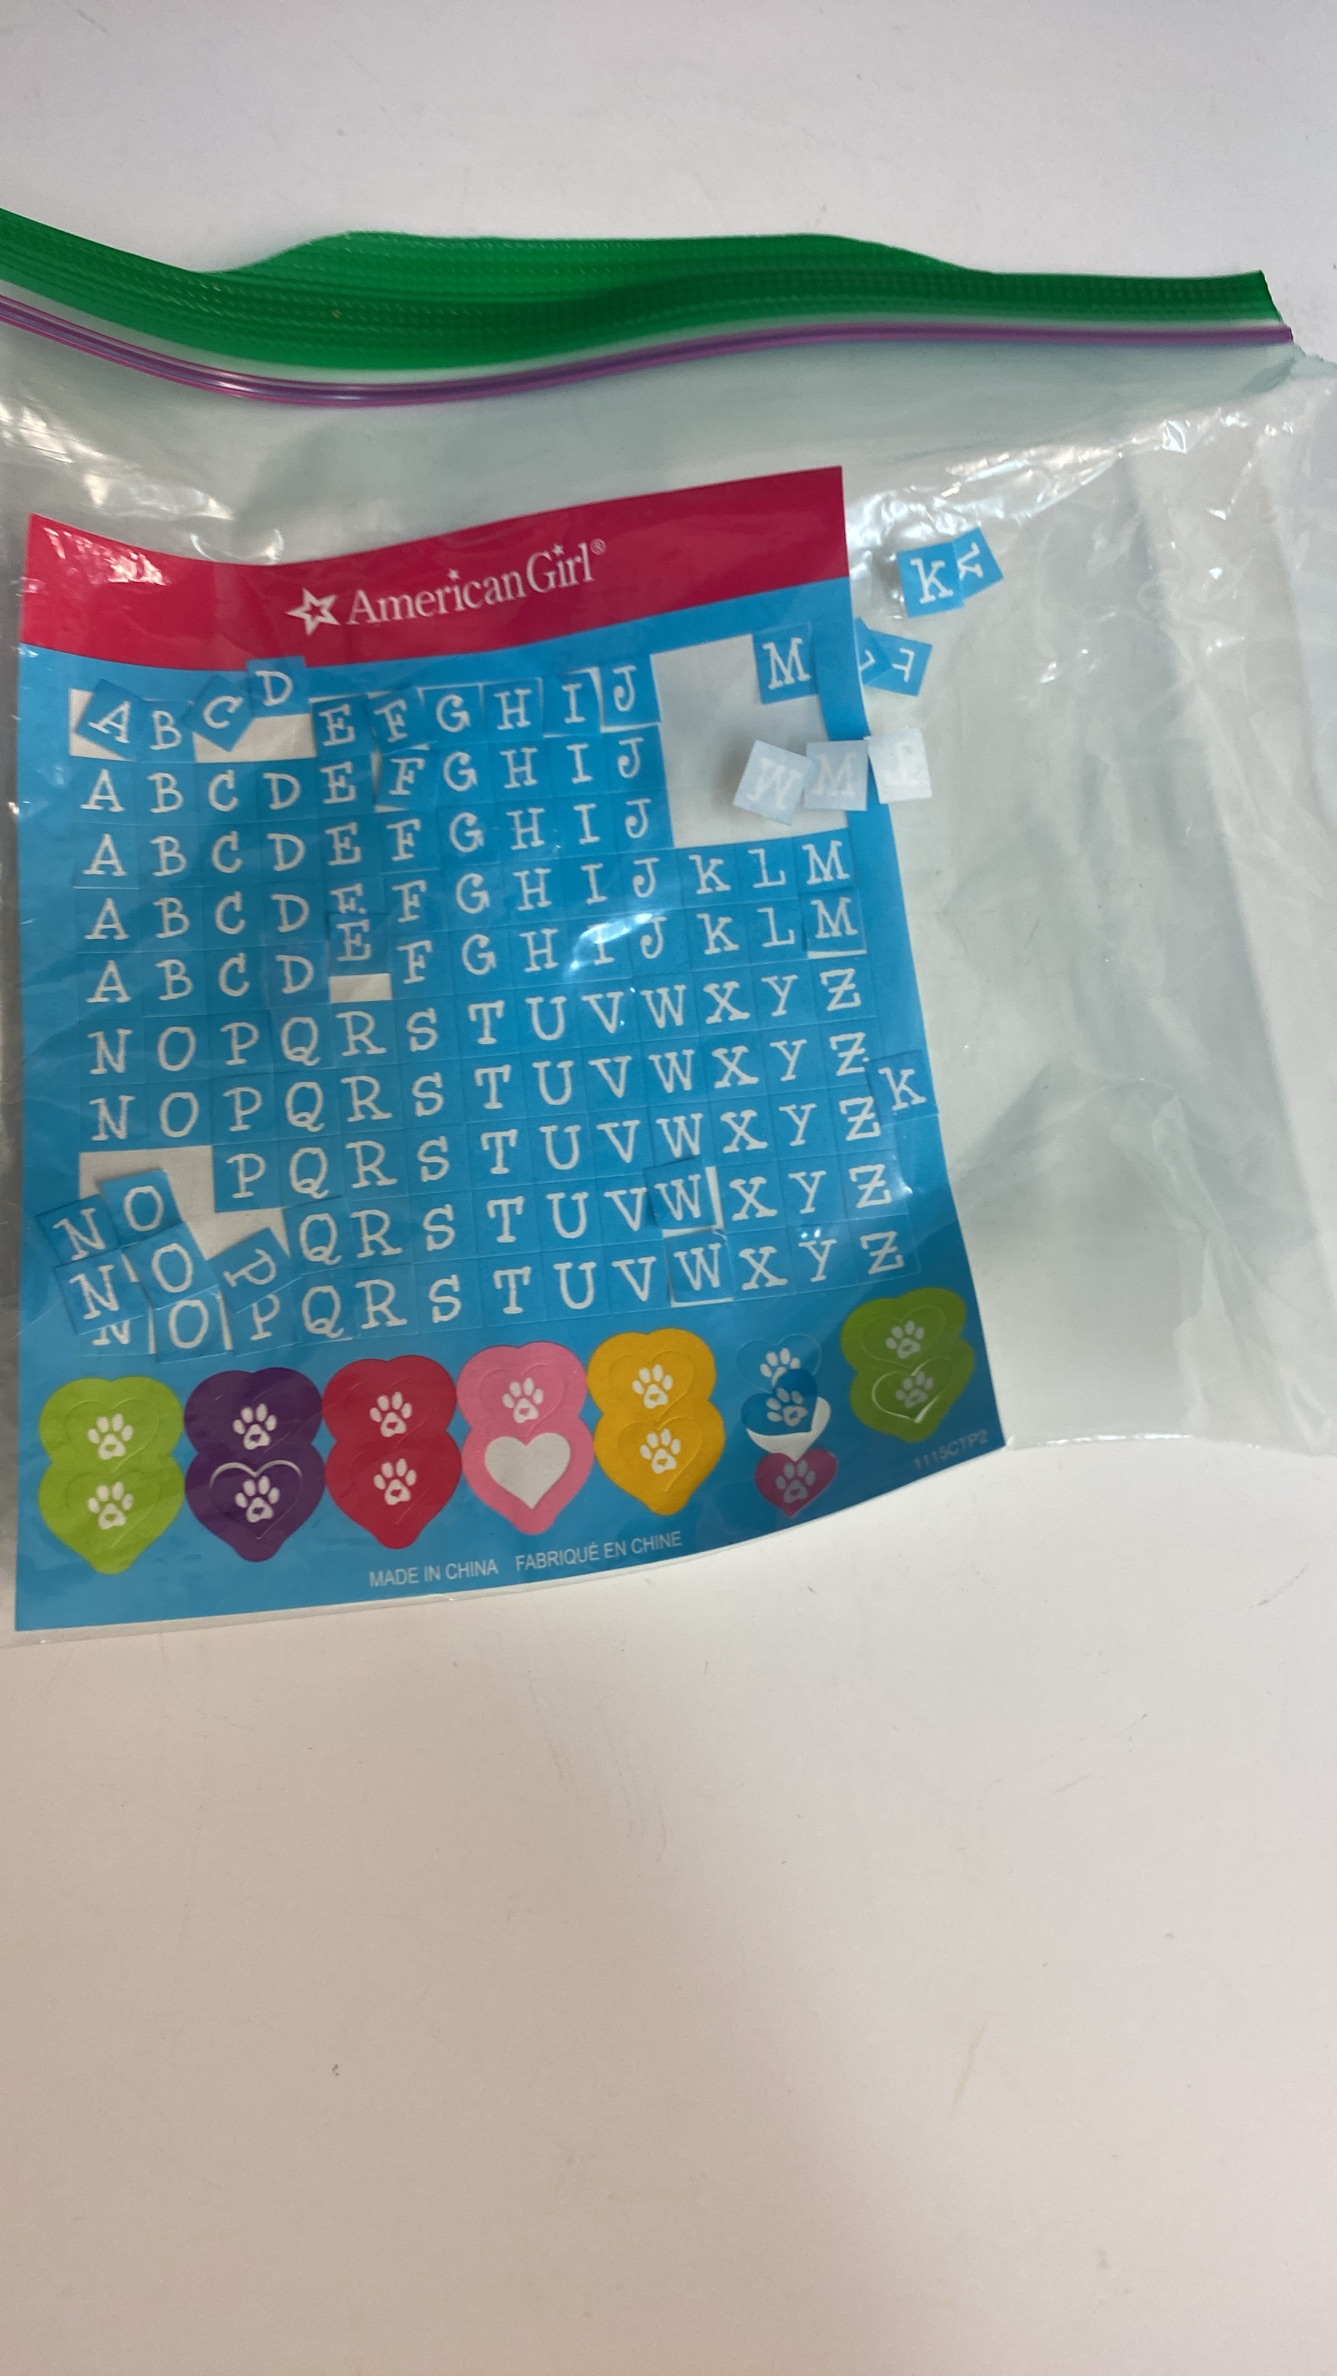 American Girl®
A B C D E F G H I J M
A B C D E F G H I J
A B C D E F G H I J
A B C D E F G H I J K L M
A B C D E F G H I J K L M
N O P Q R S T U V W X Y Z
N O P Q R S T U V W X Y Z
P Q R S T U V W X Y Z
N O Q R S T U V W X Y Z
N O P
N O P Q R S T U V W X Y Z
K
K
M
MADE IN CHINA FABRIQUÉ EN CHINE
1115CTP2